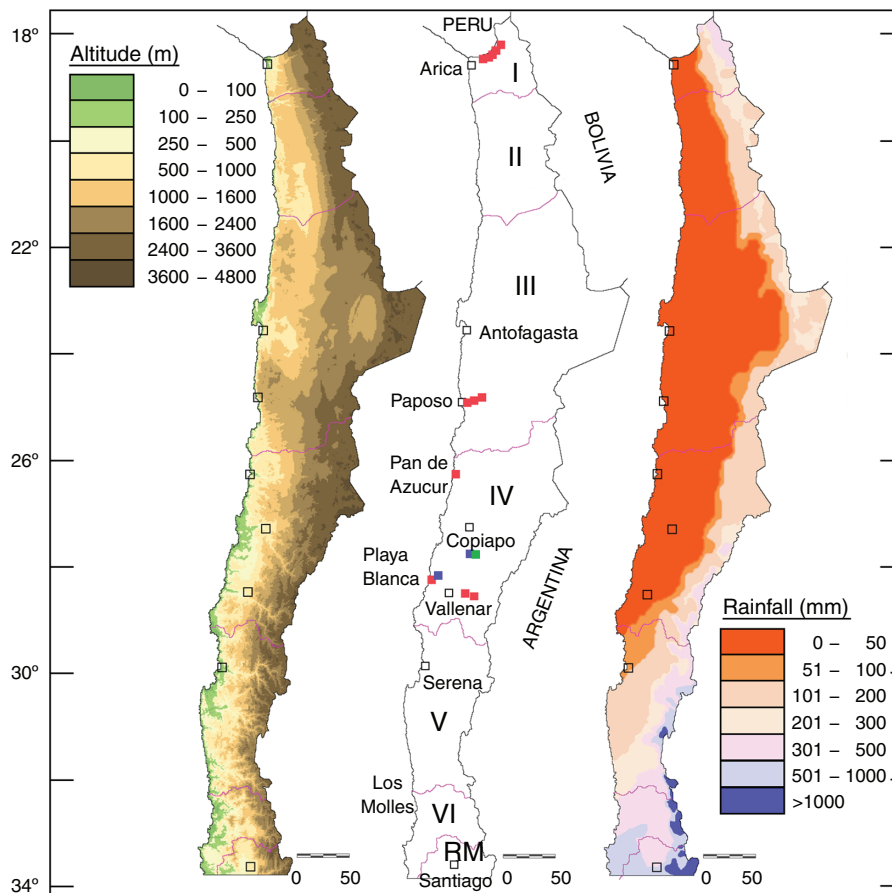 18º
22º
26º
30º
34º
Altitude (m)
0 – 100
100 – 250
250 – 500
500 – 1000
1000 – 1600
1600 – 2400
2400 – 3600
3600 – 4800
0 50
PERU
Arica
I
BOLIVIA
II
III
Antofagasta
Paposo
Pan de
Azucur
IV
Copiapo
Playa
Blanca
Vallenar
ARGENTINA
Serena
V
Los
Molles
VI
RM
Santiago
0 50
Rainfall (mm)
0 – 50
51 – 100
101 – 200
201 – 300
301 – 500
501 – 1000
>1000
0 50